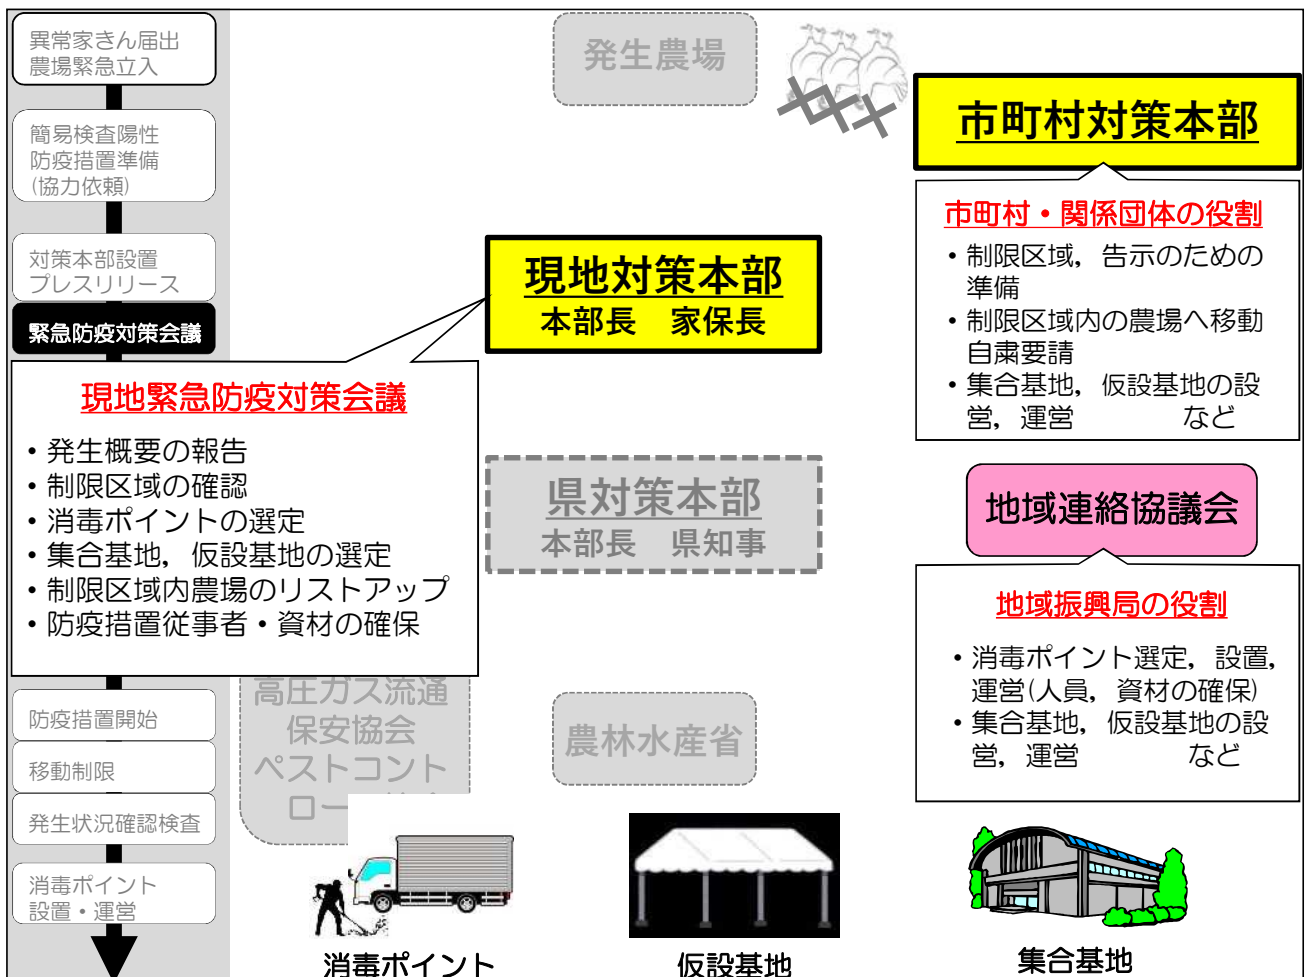 異常家きん届出
農場緊急立入
簡易検査陽性
防疫措置準備
(協力依頼)
対策本部設置
プレスリリース
緊急防疫対策会議
現地緊急防疫対策会議
・発生概要の報告
・制限区域の確認
・消毒ポイントの選定
・集合基地，仮設基地の選定
・制限区域内農場のリストアップ
・防疫措置従事者・資材の確保
防疫措置開始
移動制限
発生状況確認検査
消毒ポイント
設置・運営
発生農場
現地対策本部
本部長　家保長
県対策本部
本部長　県知事
高圧ガス流通
保安協会
ペストコント
ロー
農林水産省
市町村対策本部
市町村・関係団体の役割
・制限区域，告示のための
準備
・制限区域内の農場へ移動
自粛要請
・集合基地，仮設基地の設
営，運営　　　　など
地域連絡協議会
地域振興局の役割
・消毒ポイント選定，設置，
運営(人員，資材の確保)
・集合基地，仮設基地の設
営，運営　　　　など
消毒ポイント
仮設基地
集合基地